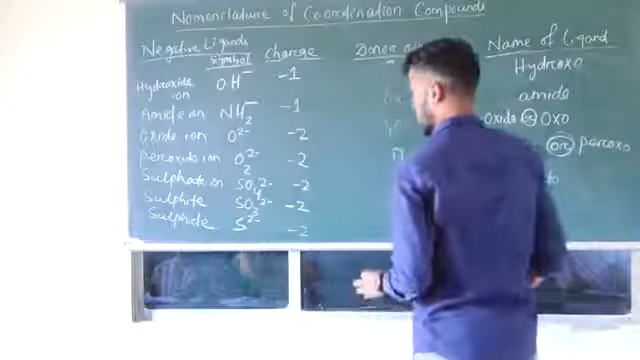 Nomenclature of Coordination Compounds
Negative Ligands Charge Donor Name of Ligand
Symbol
Hydroxide ion OH⁻ -1 Hydroxo
Amide ion NH₂⁻ -1 amide
Oxide ion O²⁻ -2 Oxido or Oxo
peroxide ion O₂²⁻ -2 or peroxo
Sulphate ion SO₄²⁻ -2
Sulphite SO₃²⁻ -2
Sulphide S²⁻ -2